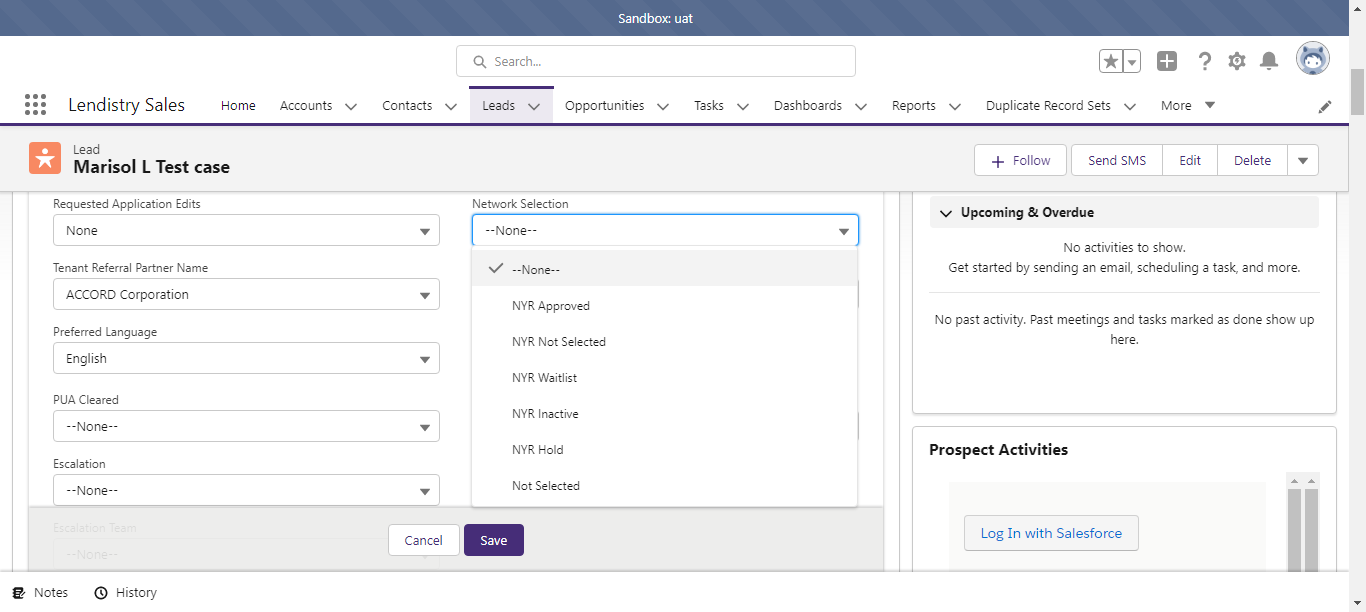 Sandbox: uat
Search...
Lendistry Sales
Home
Accounts
Contacts
Leads
Opportunities
Tasks
Dashboards
Reports
Duplicate Record Sets
More
Lead
Marisol L Test case
Follow
Send SMS
Edit
Delete
Requested Application Edits
None
Tenant Referral Partner Name
ACCORD Corporation
Preferred Language
English
PUA Cleared
--None--
Escalation
--None--
Escalation Team
--None--
Network Selection
--None--
--None--
NYR Approved
NYR Not Selected
NYR Waitlist
NYR Inactive
NYR Hold
Not Selected
Cancel
Save
Upcoming & Overdue
No activities to show.
Get started by sending an email, scheduling a task, and more.
No past activity. Past meetings and tasks marked as done show up
here.
Prospect Activities
Log In with Salesforce
Notes
History